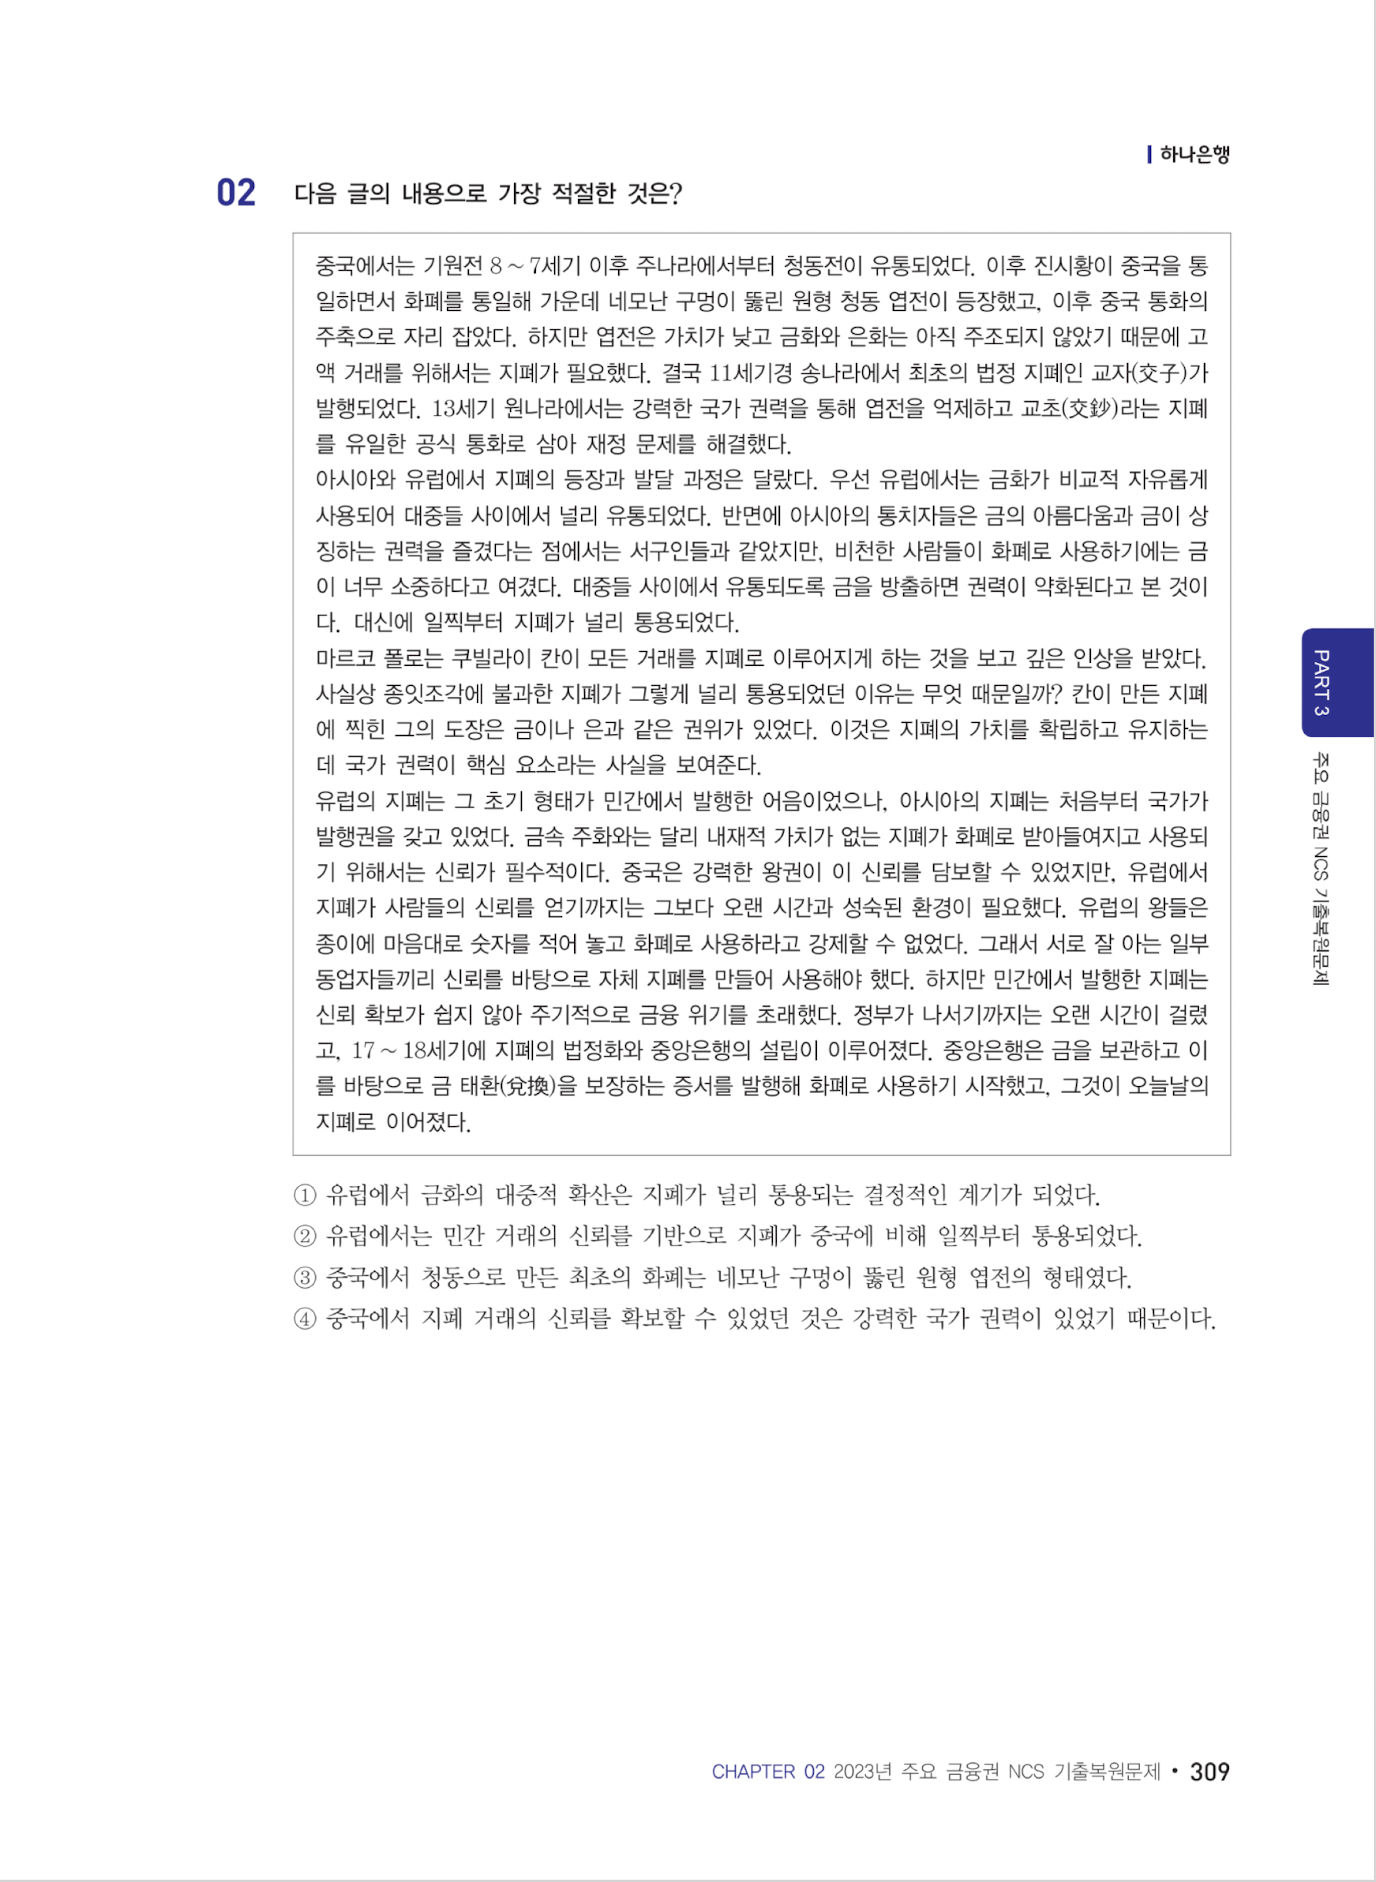 하나은행
02 다음 글의 내용으로 가장 적절한 것은?
중국에서는 기원전 8 ~ 7세기 이후 주나라에서부터 청동전이 유통되었다. 이후 진시황이 중국을 통
일하면서 화폐를 통일해 가운데 네모난 구멍이 뚫린 원형 청동 엽전이 등장했고, 이후 중국 통화의
주축으로 자리 잡았다. 하지만 엽전은 가치가 낮고 금화와 은화는 아직 주조되지 않았기 때문에 고
액 거래를 위해서는 지폐가 필요했다. 결국 11세기경 송나라에서 최초의 법정 지폐인 교자(交子)가
발행되었다. 13세기 원나라에서는 강력한 국가 권력을 통해 엽전을 억제하고 교초(交鈔)라는 지폐
를 유일한 공식 통화로 삼아 재정 문제를 해결했다.
아시아와 유럽에서 지폐의 등장과 발달 과정은 달랐다. 우선 유럽에서는 금화가 비교적 자유롭게
사용되어 대중들 사이에서 널리 유통되었다. 반면에 아시아의 통치자들은 금의 아름다움과 금이 상
징하는 권력을 즐겼다는 점에서는 서구인들과 같았지만, 비천한 사람들이 화폐로 사용하기에는 금
이 너무 소중하다고 여겼다. 대중들 사이에서 유통되도록 금을 방출하면 권력이 약화된다고 본 것이
다. 대신에 일찍부터 지폐가 널리 통용되었다.
마르코 폴로는 쿠빌라이 칸이 모든 거래를 지폐로 이루어지게 하는 것을 보고 깊은 인상을 받았다.
사실상 종잇조각에 불과한 지폐가 그렇게 널리 통용되었던 이유는 무엇 때문일까? 칸이 만든 지폐
에 찍힌 그의 도장은 금이나 은과 같은 권위가 있었다. 이것은 지폐의 가치를 확립하고 유지하는
데 국가 권력이 핵심 요소라는 사실을 보여준다.
유럽의 지폐는 그 초기 형태가 민간에서 발행한 어음이었으나, 아시아의 지폐는 처음부터 국가가
발행권을 갖고 있었다. 금속 주화와는 달리 내재적 가치가 없는 지폐가 화폐로 받아들여지고 사용되
기 위해서는 신뢰가 필수적이다. 중국은 강력한 왕권이 이 신뢰를 담보할 수 있었지만, 유럽에서
지폐가 사람들의 신뢰를 얻기까지는 그보다 오랜 시간과 성숙된 환경이 필요했다. 유럽의 왕들은
종이에 마음대로 숫자를 적어 놓고 화폐로 사용하라고 강제할 수 없었다. 그래서 서로 잘 아는 일부
동업자들끼리 신뢰를 바탕으로 자체 지폐를 만들어 사용해야 했다. 하지만 민간에서 발행한 지폐는
신뢰 확보가 쉽지 않아 주기적으로 금융 위기를 초래했다. 정부가 나서기까지는 오랜 시간이 걸렸
고, 17 ~ 18세기에 지폐의 법정화와 중앙은행의 설립이 이루어졌다. 중앙은행은 금을 보관하고 이
를 바탕으로 금 태환(兌換)을 보장하는 증서를 발행해 화폐로 사용하기 시작했고, 그것이 오늘날의
지폐로 이어졌다.
① 유럽에서 금화의 대중적 확산은 지폐가 널리 통용되는 결정적인 계기가 되었다.
② 유럽에서는 민간 거래의 신뢰를 기반으로 지폐가 중국에 비해 일찍부터 통용되었다.
③ 중국에서 청동으로 만든 최초의 화폐는 네모난 구멍이 뚫린 원형 엽전의 형태였다.
④ 중국에서 지폐 거래의 신뢰를 확보할 수 있었던 것은 강력한 국가 권력이 있었기 때문이다.
PART 3
주요 금융권 NCS 기출복원문제
CHAPTER 02 2023년 주요 금융권 NCS 기출복원문제 • 309